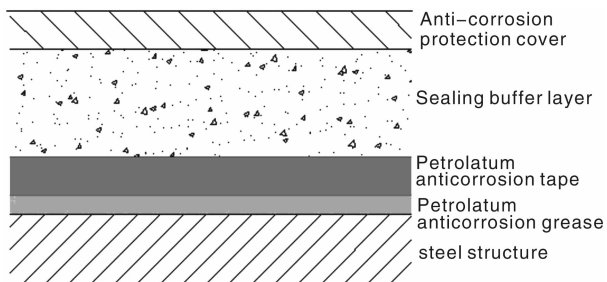 Anti-corrosion
protection cover
Sealing buffer layer
Petrolatum
anticorrosion tape
Petrolatum
anticorrosion grease
steel structure